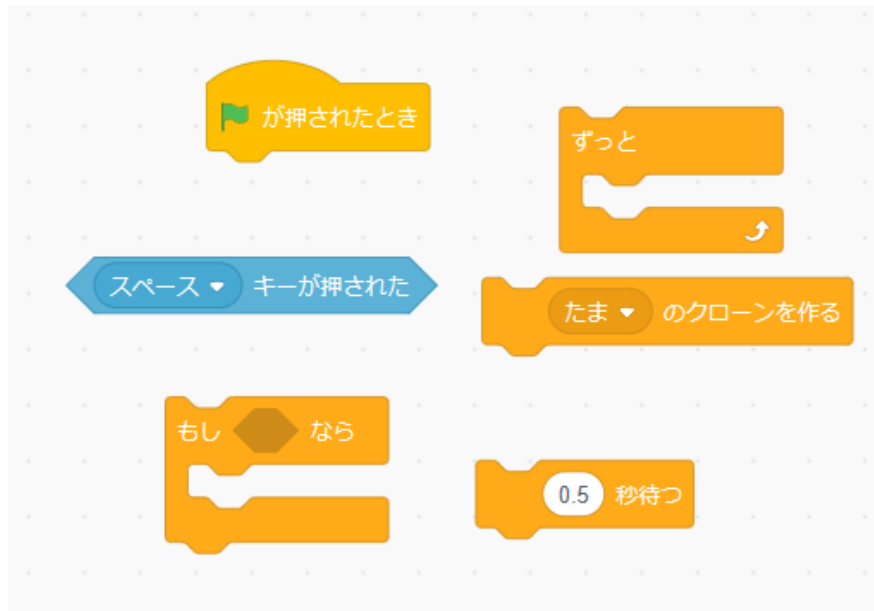 が押されたとき
ずっと
スペース キーが押された
たま のクローンを作る
もし なら
0.5 秒待つ